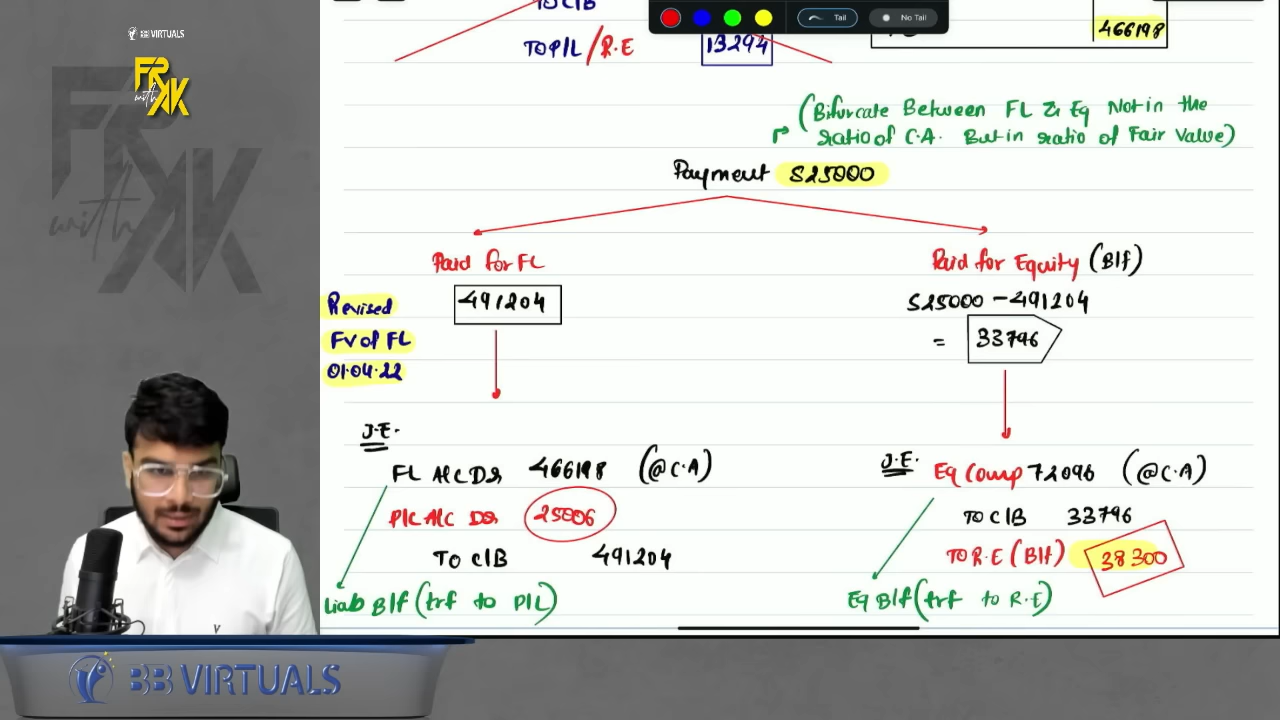 BB VIRTUALS
FR
with
AK
TO C/B
Tail
No Tail
TO P/L / R.E 13294
466198
(Bifurcate Between FL & Eq Not in the
ratio of C.A. But in ratio of Fair Value)
Payment 525000
Paid for FL
Paid for Equity (B/f)
Revised
FV of FL
01.04.22
491204
525000 - 491204
= 33796
J.E.
FL A/C Dr 466198 (@C.A)
P/L A/C Dr 25006
TO C/B 491204
Liab B/f (trf to P/L)
J.E.
Eq Comp 72096 (@C.A)
TO C/B 33796
TO R.E (B/f) 38300
Eq B/f (trf to R.E)
BB VIRTUALS